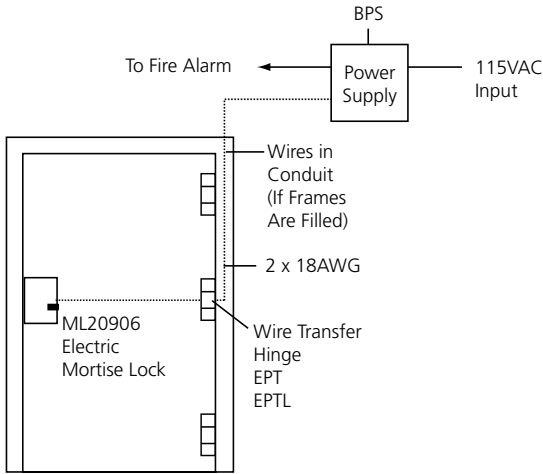 BPS
To Fire Alarm
Power
Supply
115VAC
Input
Wires in
Conduit
(If Frames
Are Filled)
2 x 18AWG
ML20906
Electric
Mortise Lock
Wire Transfer
Hinge
EPT
EPTL